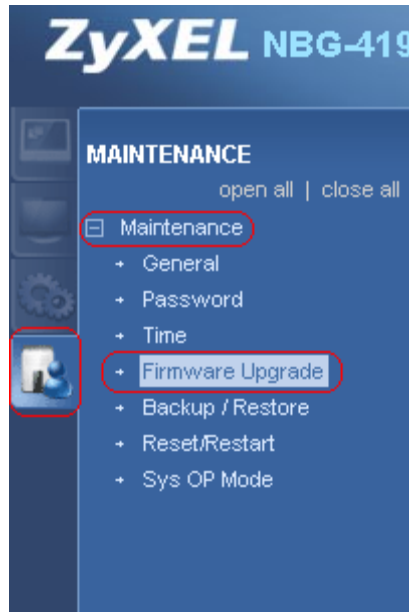 ZyXEL NBG-419
MAINTENANCE
open all | close all
Maintenance
General
Password
Time
Firmware Upgrade
Backup / Restore
Reset/Restart
Sys OP Mode